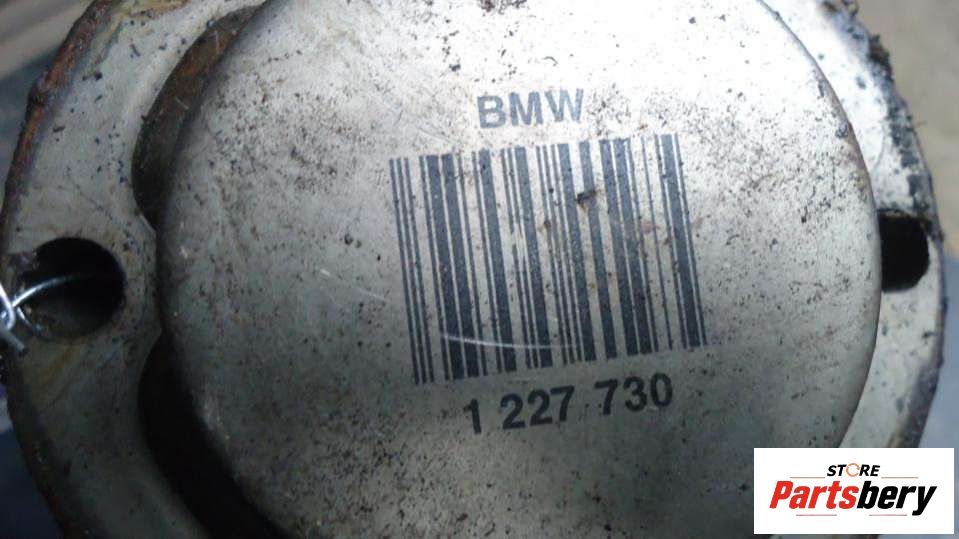 BMW
1 227 730
STORE
Partsbery